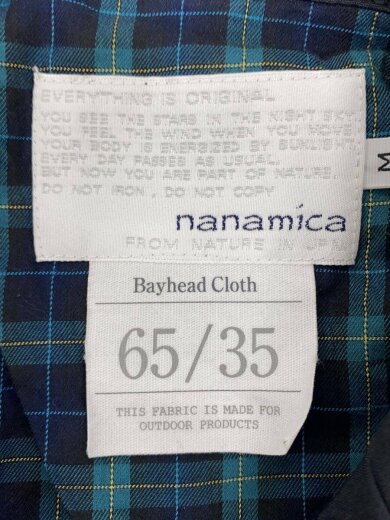 EVERYTHING IS ORIGINAL
YOU SEE THE STARS IN THE NIGHT SKY.
YOU FEEL THE WIND WHEN YOU MOVE.
YOUR BODY IS ENERGIZED BY SUNLIGHT.
EVERY DAY PASSES AS USUAL.
BUT NOW YOU ARE PART OF NATURE.
DO NOT IRON, DO NOT COPY
nanamica
FROM NATURE IN JPN.
M
Bayhead Cloth
65/35
THIS FABRIC IS MADE FOR
OUTDOOR PRODUCTS